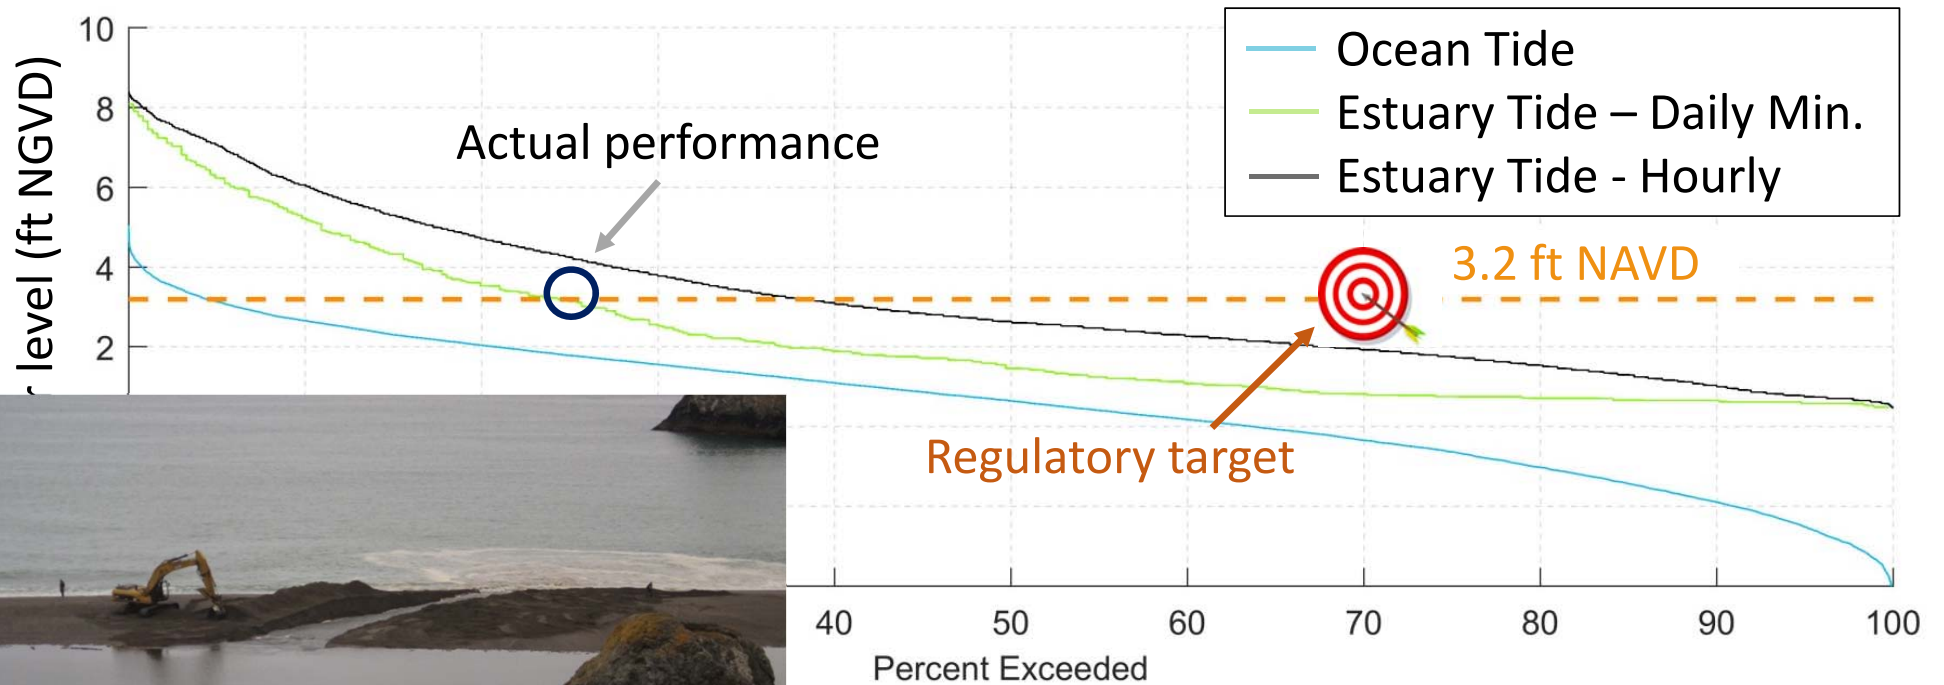 10
8
6
4
2
r level (ft NGVD)
Actual performance
Ocean Tide
Estuary Tide – Daily Min.
Estuary Tide - Hourly
3.2 ft NAVD
Regulatory target
40 50 60 70 80 90 100
Percent Exceeded